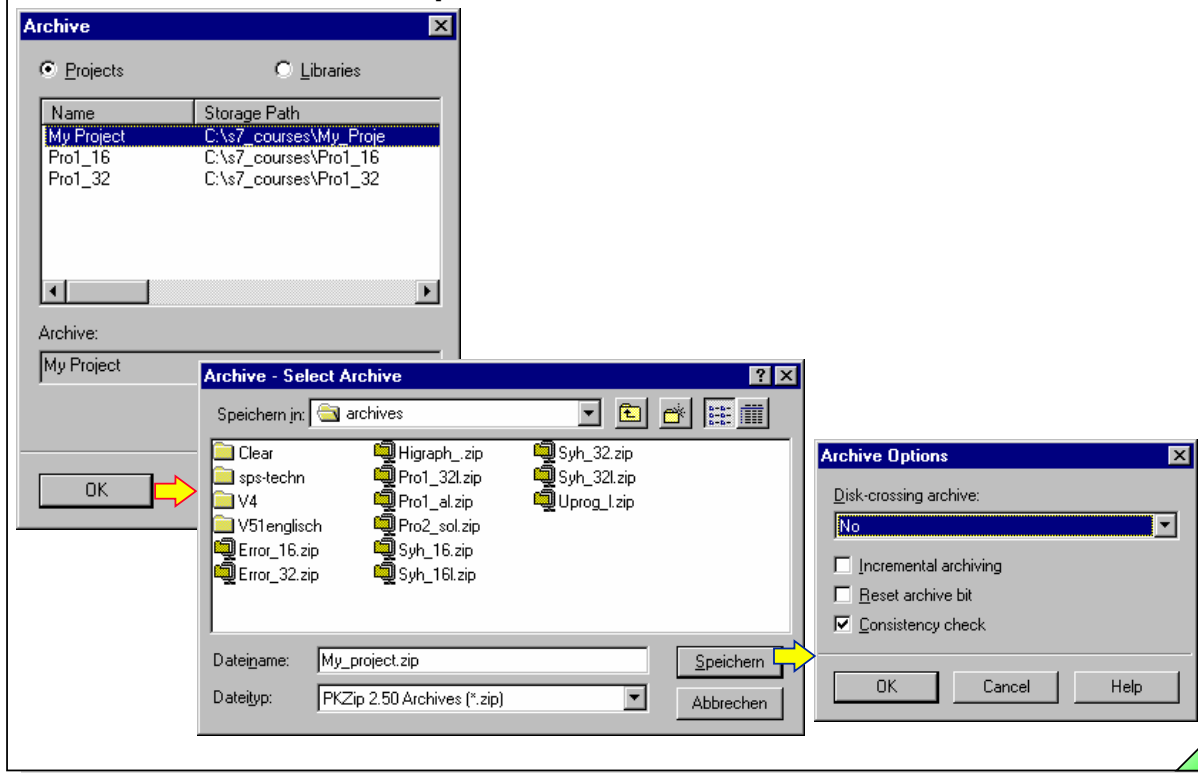 Archive
Projects Libraries
Name Storage Path
My Project C:\s7_courses\My_Proje
Pro1_16 C:\s7_courses\Pro1_16
Pro1_32 C:\s7_courses\Pro1_32
Archive:
My Project
OK
Archive - Select Archive
Speichern in: archives
Clear Higraph_.zip Syh_32.zip
sps-techn Pro1_32l.zip Syh_32l.zip
V4 Pro1_al.zip Uprog_l.zip
V51englisch Pro2_sol.zip
Error_16.zip Syh_16.zip
Error_32.zip Syh_16l.zip
Dateiname: My_project.zip Speichern
Dateityp: PKZip 2.50 Archives (*.zip) Abbrechen
Archive Options
Disk-crossing archive:
No
Incremental archiving
Reset archive bit
Consistency check
OK Cancel Help